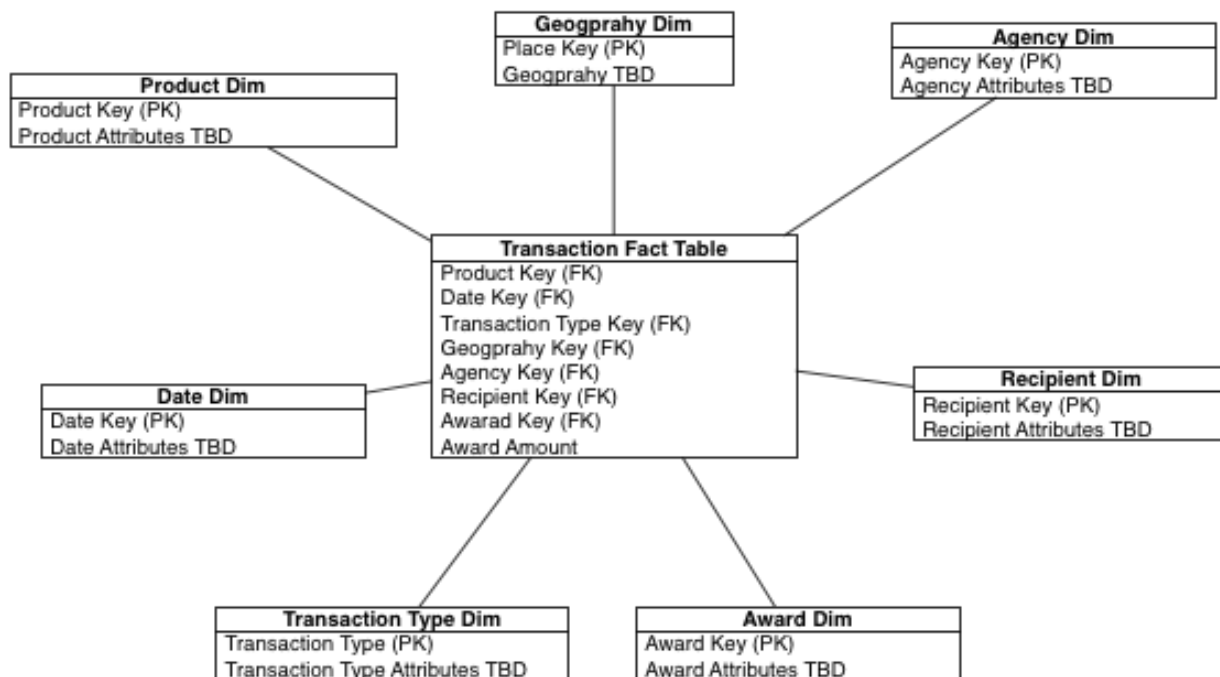 Geogprahy Dim
Place Key (PK)
Geogprahy TBD
Agency Dim
Agency Key (PK)
Agency Attributes TBD
Product Dim
Product Key (PK)
Product Attributes TBD
Transaction Fact Table
Product Key (FK)
Date Key (FK)
Transaction Type Key (FK)
Geogprahy Key (FK)
Agency Key (FK)
Recipient Key (FK)
Awarad Key (FK)
Award Amount
Date Dim
Date Key (PK)
Date Attributes TBD
Recipient Dim
Recipient Key (PK)
Recipient Attributes TBD
Transaction Type Dim
Transaction Type (PK)
Transaction Type Attributes TBD
Award Dim
Award Key (PK)
Award Attributes TBD